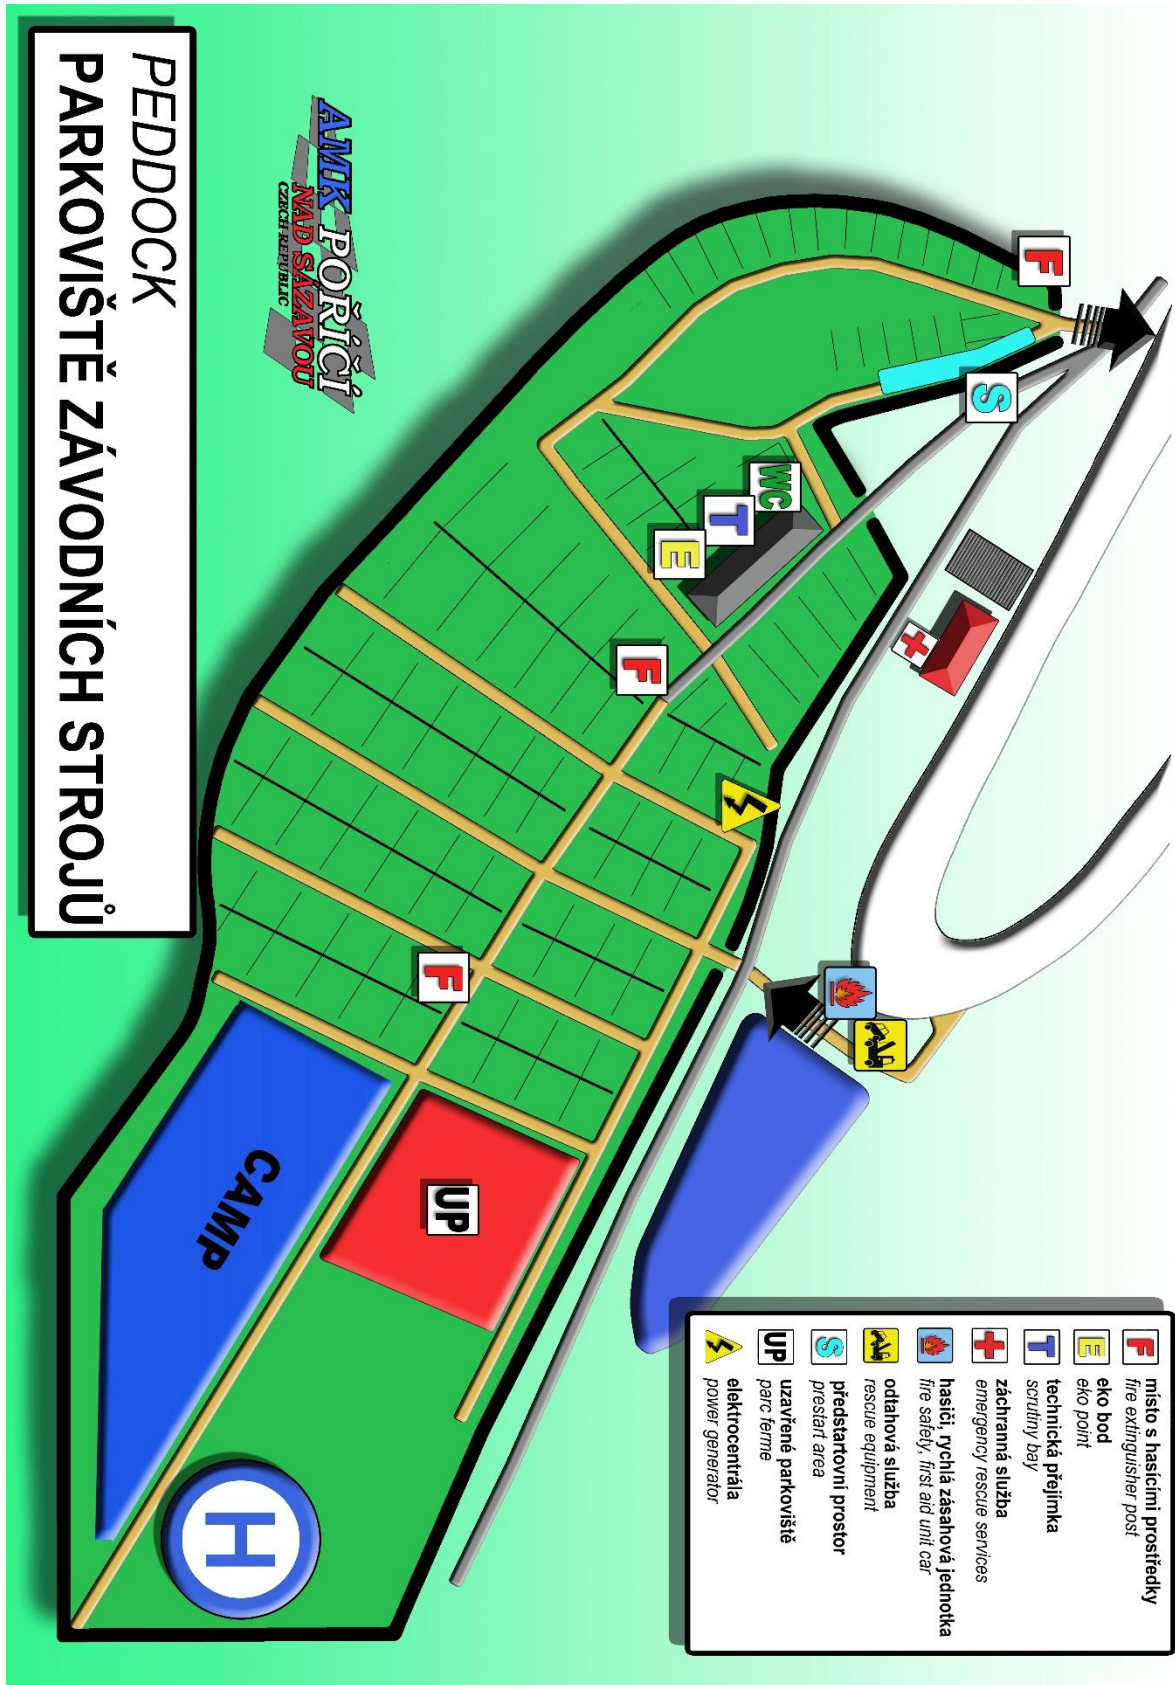 PEDDOCK
PARKOVIŠTĚ ZÁVODNÍCH STROJŮ
AMK POŘÍČÍ
NAD SÁZAVOU
CZECH REPUBLIC
F
S
WC
T
E
F
F
UP
CAMP
H
F místo s hasícími prostředky
fire extinguisher post
E eko bod
eko point
T technická přejímka
scrutiny bay
záchranná služba
emergency rescue services
hasiči, rychlá zásahová jednotka
fire safely, first aid unit car
odtahová služba
rescue equipment
S předstartovní prostor
prestart area
UP uzavřené parkoviště
parc ferme
elektrocentrála
power generator